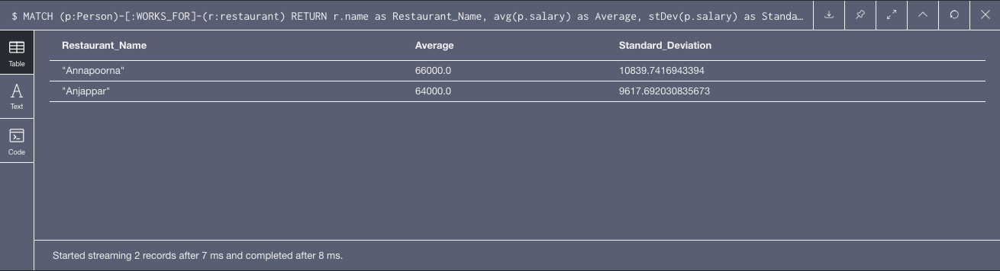 $ MATCH (p:Person)-[:WORKS_FOR]-(r:restaurant) RETURN r.name as Restaurant_Name, avg(p.salary) as Average, stDev(p.salary) as Standa…
Table
Text
Code
Restaurant_Name Average Standard_Deviation
"Annapoorna" 66000.0 10839.7416943394
"Anjappar" 64000.0 9617.692030835673
Started streaming 2 records after 7 ms and completed after 8 ms.